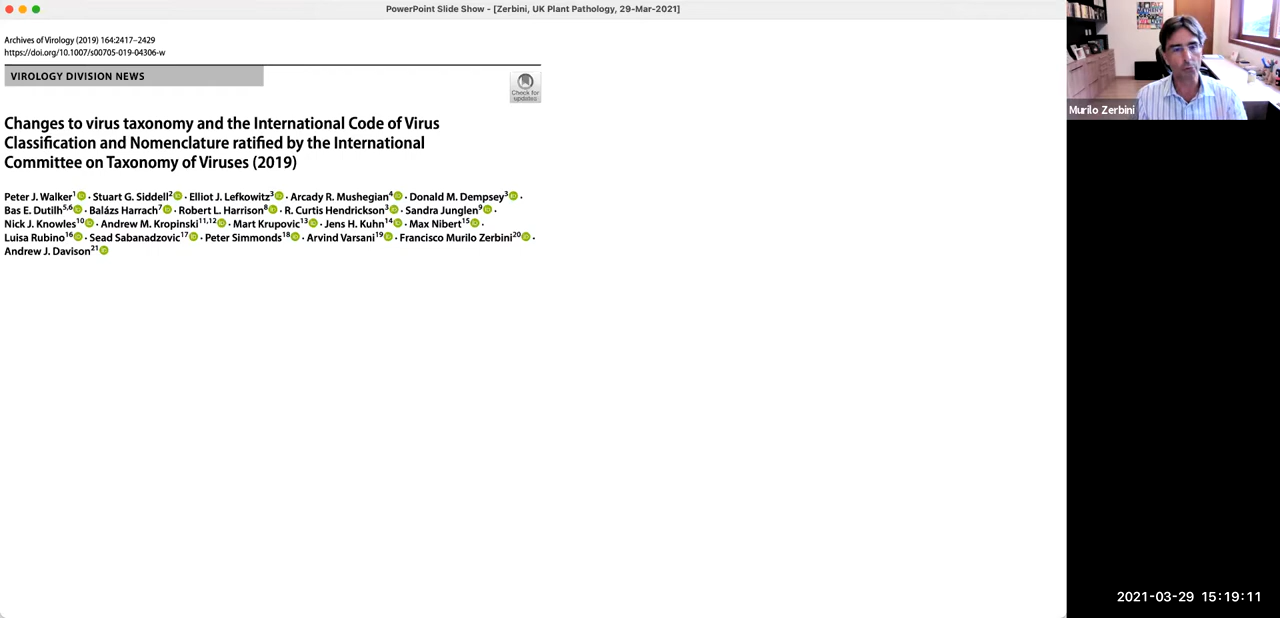 PowerPoint Slide Show - [Zerbini, UK Plant Pathology, 29-Mar-2021]
Archives of Virology (2019) 164:2417–2429
https://doi.org/10.1007/s00705-019-04306-w
VIROLOGY DIVISION NEWS
Check for
updates
Changes to virus taxonomy and the International Code of Virus
Classification and Nomenclature ratified by the International
Committee on Taxonomy of Viruses (2019)
Peter J. Walker1 · Stuart G. Siddell2 · Elliot J. Lefkowitz3 · Arcady R. Mushegian4 · Donald M. Dempsey3 ·
Bas E. Dutilh5,6 · Balázs Harrach7 · Robert L. Harrison8 · R. Curtis Hendrickson3 · Sandra Junglen9 ·
Nick J. Knowles10 · Andrew M. Kropinski11,12 · Mart Krupovic13 · Jens H. Kuhn14 · Max Nibert15 ·
Luisa Rubino16 · Sead Sabanadzovic17 · Peter Simmonds18 · Arvind Varsani19 · Francisco Murilo Zerbini20 ·
Andrew J. Davison21
Murilo Zerbini
2021-03-29 15:19:11